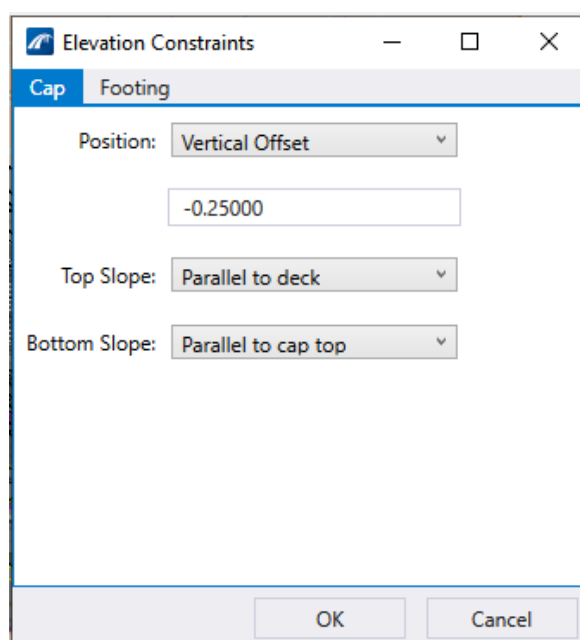 Elevation Constraints
Cap Footing
Position: Vertical Offset
-0.25000
Top Slope: Parallel to deck
Bottom Slope: Parallel to cap top
OK Cancel